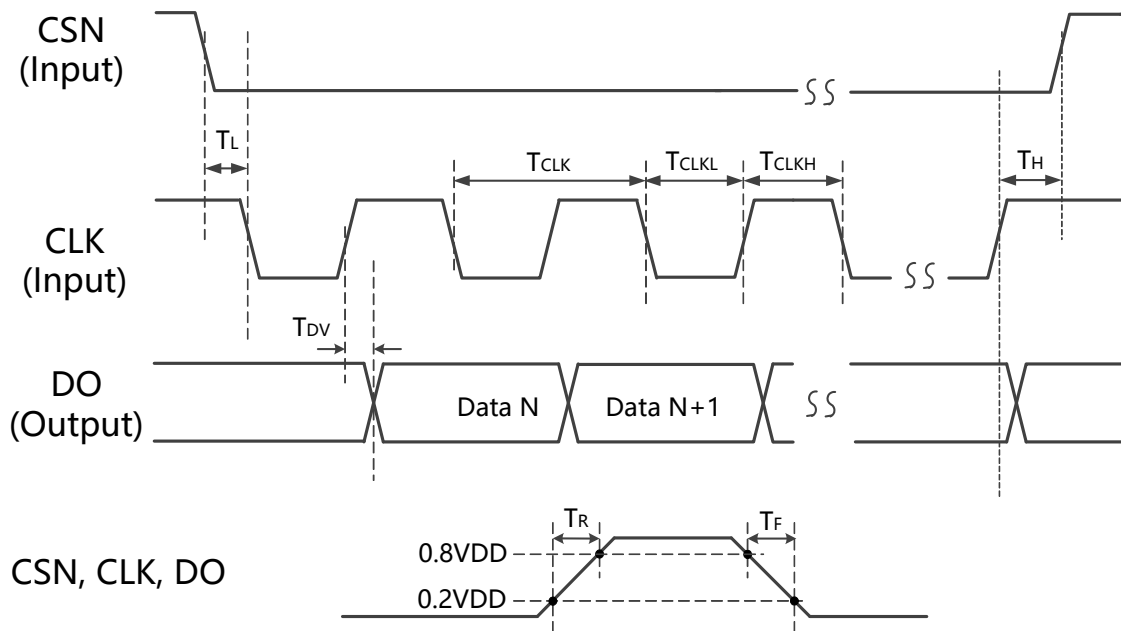 CSN
(Input)
TL
TCLK
TCLKL
TCLKH
TH
CLK
(Input)
TDV
DO
(Output)
Data N
Data N+1
TR
TF
0.8VDD
CSN, CLK, DO
0.2VDD